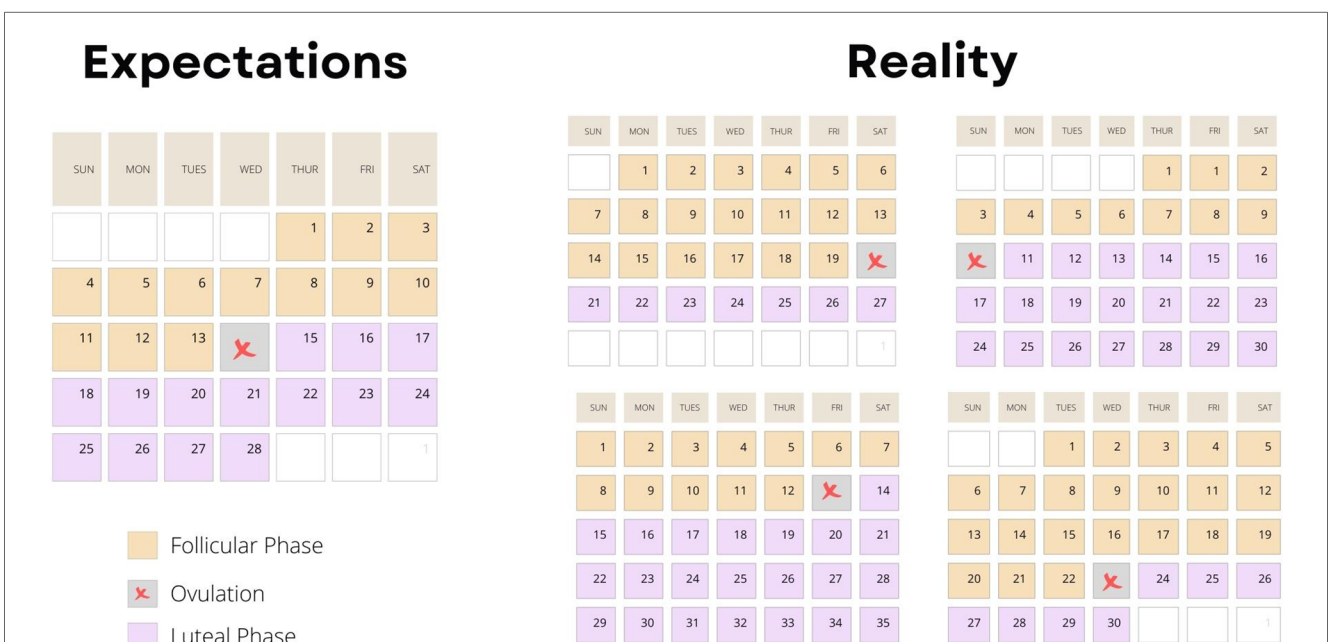 Expectations
SUN MON TUES WED THUR FRI SAT
1 2 3
4 5 6 7 8 9 10
11 12 13 15 16 17
18 19 20 21 22 23 24
25 26 27 28 1
Follicular Phase
Ovulation
Luteal Phase
Reality
SUN MON TUES WED THUR FRI SAT
1 2 3 4 5 6
7 8 9 10 11 12 13
14 15 16 17 18 19
21 22 23 24 25 26 27
1
SUN MON TUES WED THUR FRI SAT
1 1 2
3 4 5 6 7 8 9
11 12 13 14 15 16
17 18 19 20 21 22 23
24 25 26 27 28 29 30
SUN MON TUES WED THUR FRI SAT
1 2 3 4 5 6 7
8 9 10 11 12 14
15 16 17 18 19 20 21
22 23 24 25 26 27 28
29 30 31 32 33 34 35
SUN MON TUES WED THUR FRI SAT
1 2 3 4 5
6 7 8 9 10 11 12
13 14 15 16 17 18 19
20 21 22 24 25 26
27 28 29 30 1